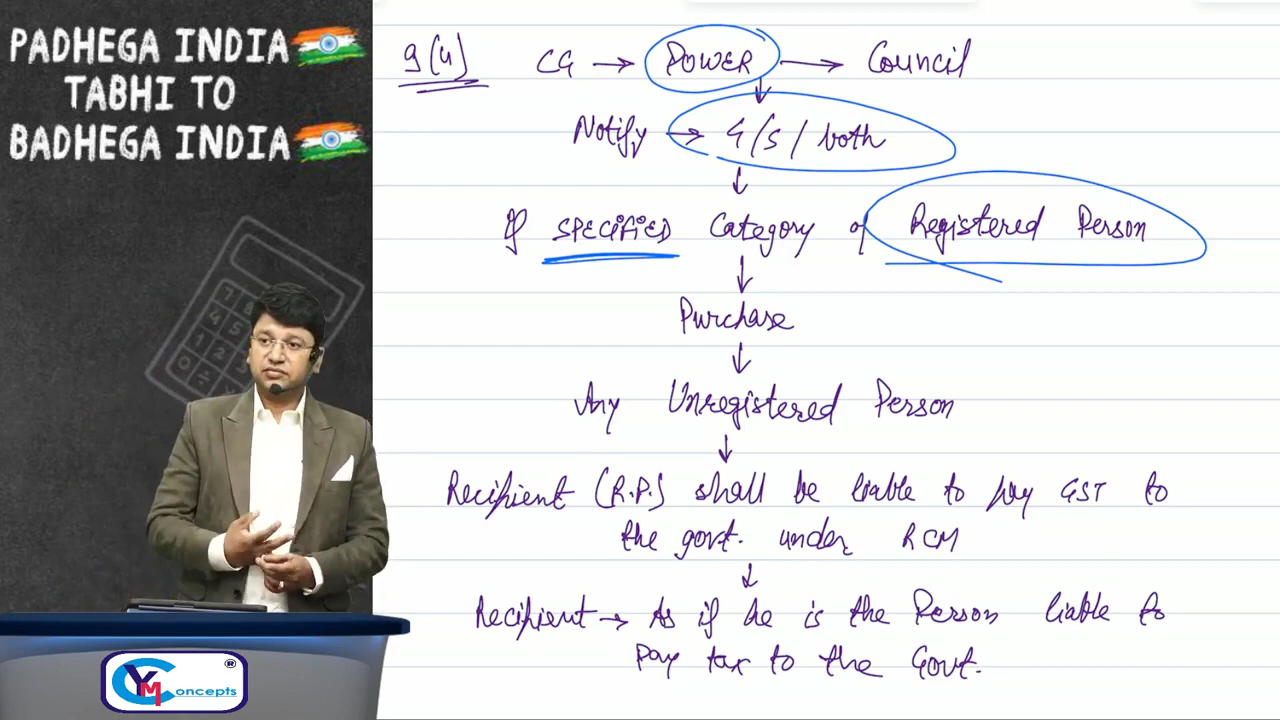 PADHEGA INDIA
TABHI TO
BADHEGA INDIA
9(4) CG → POWER → Council
Notify → G/S/both
If SPECIFIED Category of Registered Person
Purchase
Any Unregistered Person
Recipient (R.P.) shall be liable to pay GST to
the govt. under RCM
Recipient → As if he is the Person liable to
Pay tax to the Govt.
YM Concepts ®